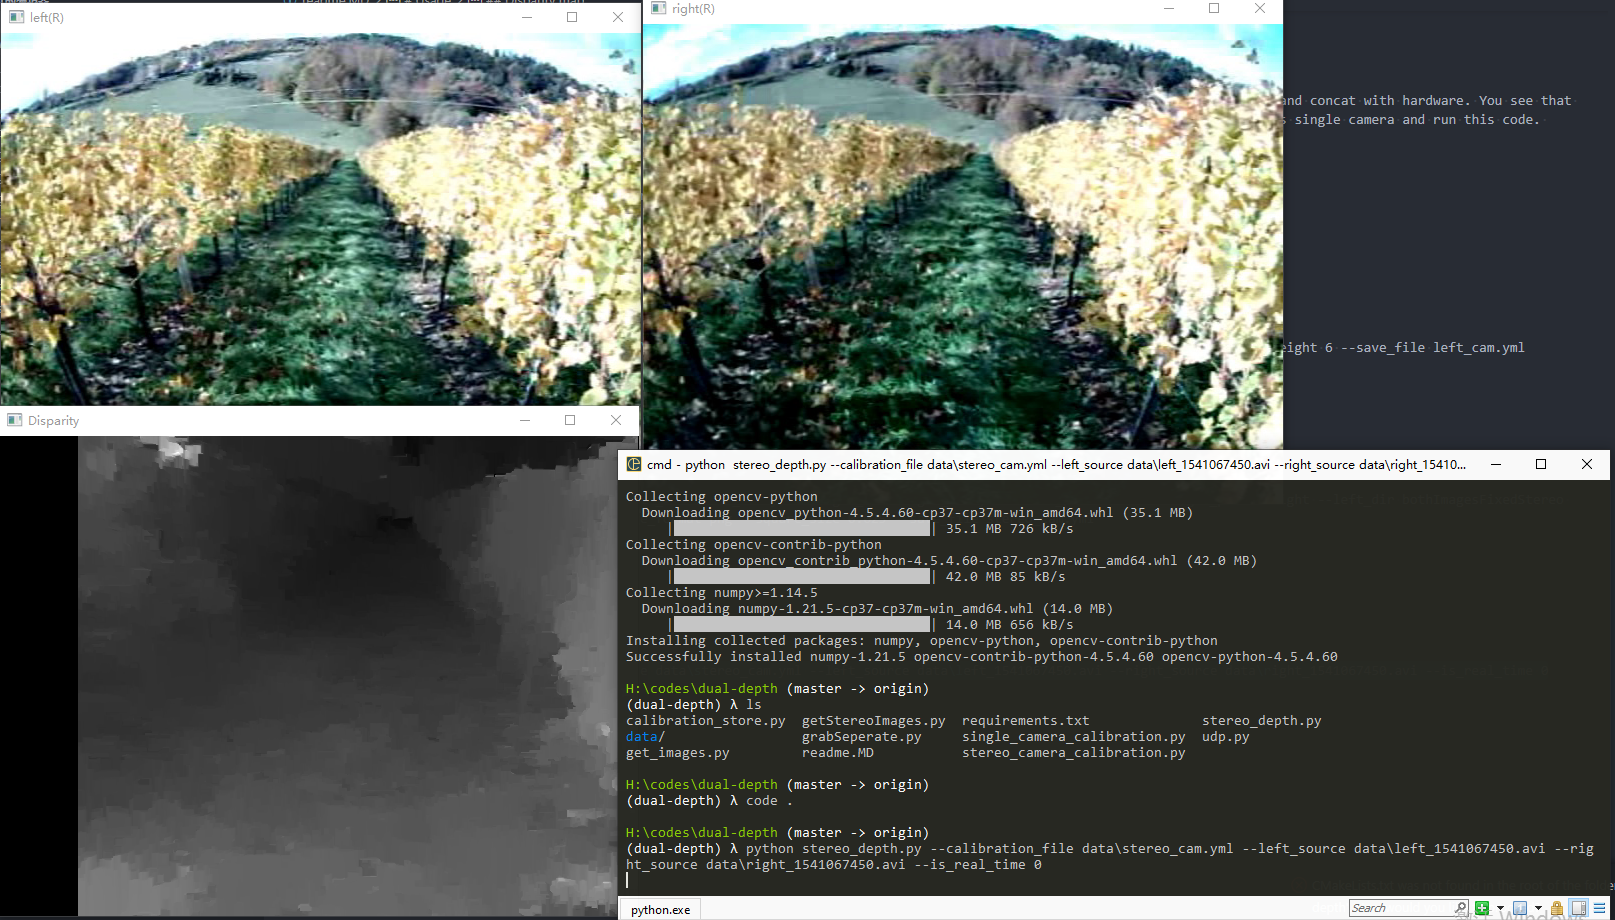 left(R)
right(R)
and concat with hardware. You see that
single camera and run this code.
eight 6 --save_file left_cam.yml
Disparity
cmd - python  stereo_depth.py --calibration_file data\stereo_cam.yml --left_source data\left_1541067450.avi --right_source data\right_15410...
Collecting opencv-python
Downloading opencv_python-4.5.4.60-cp37-cp37m-win_amd64.whl (35.1 MB)
| | 35.1 MB 726 kB/s
Collecting opencv-contrib-python
Downloading opencv_contrib_python-4.5.4.60-cp37-cp37m-win_amd64.whl (42.0 MB)
| | 42.0 MB 85 kB/s
Collecting numpy>=1.14.5
Downloading numpy-1.21.5-cp37-cp37m-win_amd64.whl (14.0 MB)
| | 14.0 MB 656 kB/s
Installing collected packages: numpy, opencv-python, opencv-contrib-python
Successfully installed numpy-1.21.5 opencv-contrib-python-4.5.4.60 opencv-python-4.5.4.60
H:\codes\dual-depth (master -> origin)
(dual-depth) λ ls
calibration_store.py  getStereoImages.py  requirements.txt  stereo_depth.py
data/  grabSeperate.py  single_camera_calibration.py  udp.py
get_images.py  readme.MD  stereo_camera_calibration.py
H:\codes\dual-depth (master -> origin)
(dual-depth) λ code .
H:\codes\dual-depth (master -> origin)
(dual-depth) λ python stereo_depth.py --calibration_file data\stereo_cam.yml --left_source data\left_1541067450.avi --rig
ht_source data\right_1541067450.avi --is_real_time 0
python.exe
Search